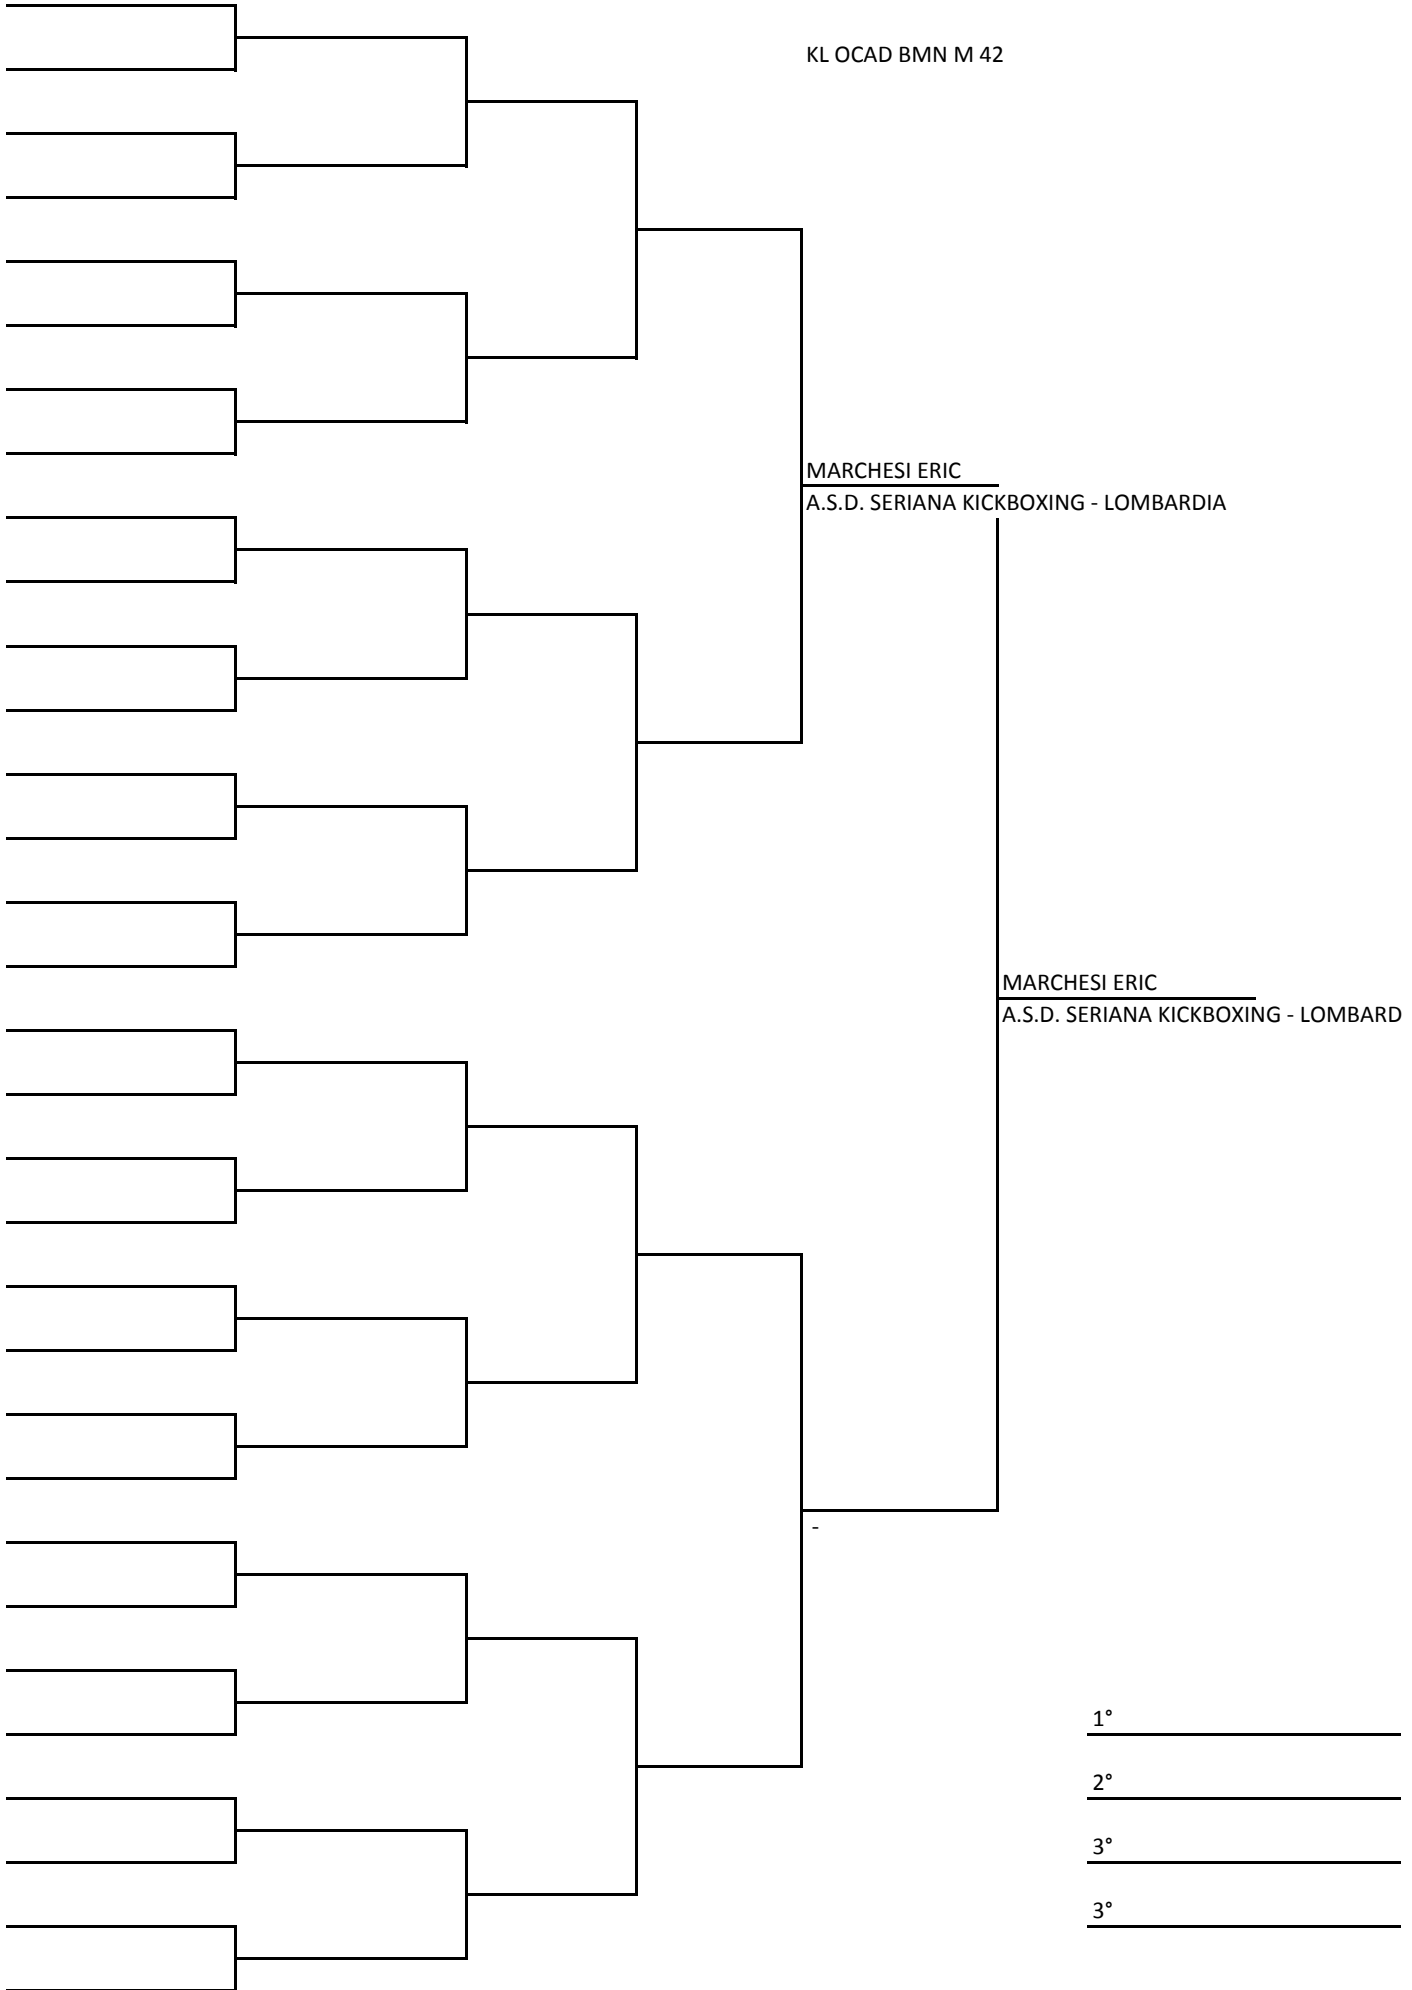 KL OCAD BMN M 42
MARCHESI ERIC
A.S.D. SERIANA KICKBOXING - LOMBARDIA
MARCHESI ERIC
A.S.D. SERIANA KICKBOXING - LOMBARD
-
1°
2°
3°
3°